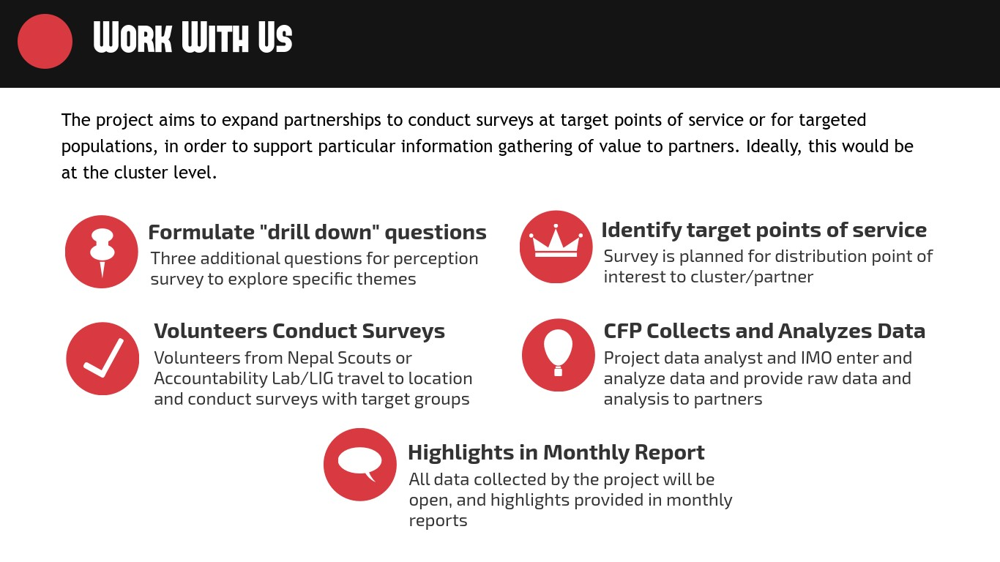 Work With Us
The project aims to expand partnerships to conduct surveys at target points of service or for targeted
populations, in order to support particular information gathering of value to partners. Ideally, this would be
at the cluster level.
Formulate "drill down" questions
Three additional questions for perception
survey to explore specific themes
Identify target points of service
Survey is planned for distribution point of
interest to cluster/partner
Volunteers Conduct Surveys
Volunteers from Nepal Scouts or
Accountability Lab/LIG travel to location
and conduct surveys with target groups
CFP Collects and Analyzes Data
Project data analyst and IMO enter and
analyze data and provide raw data and
analysis to partners
Highlights in Monthly Report
All data collected by the project will be
open, and highlights provided in monthly
reports